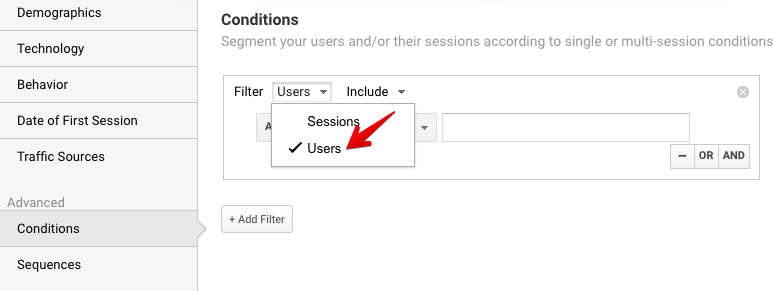 Demographics
Technology
Behavior
Date of First Session
Traffic Sources
Advanced
Conditions
Sequences
Conditions
Segment your users and/or their sessions according to single or multi-session conditions
Filter Users Include
Sessions
Users
− OR AND
+ Add Filter